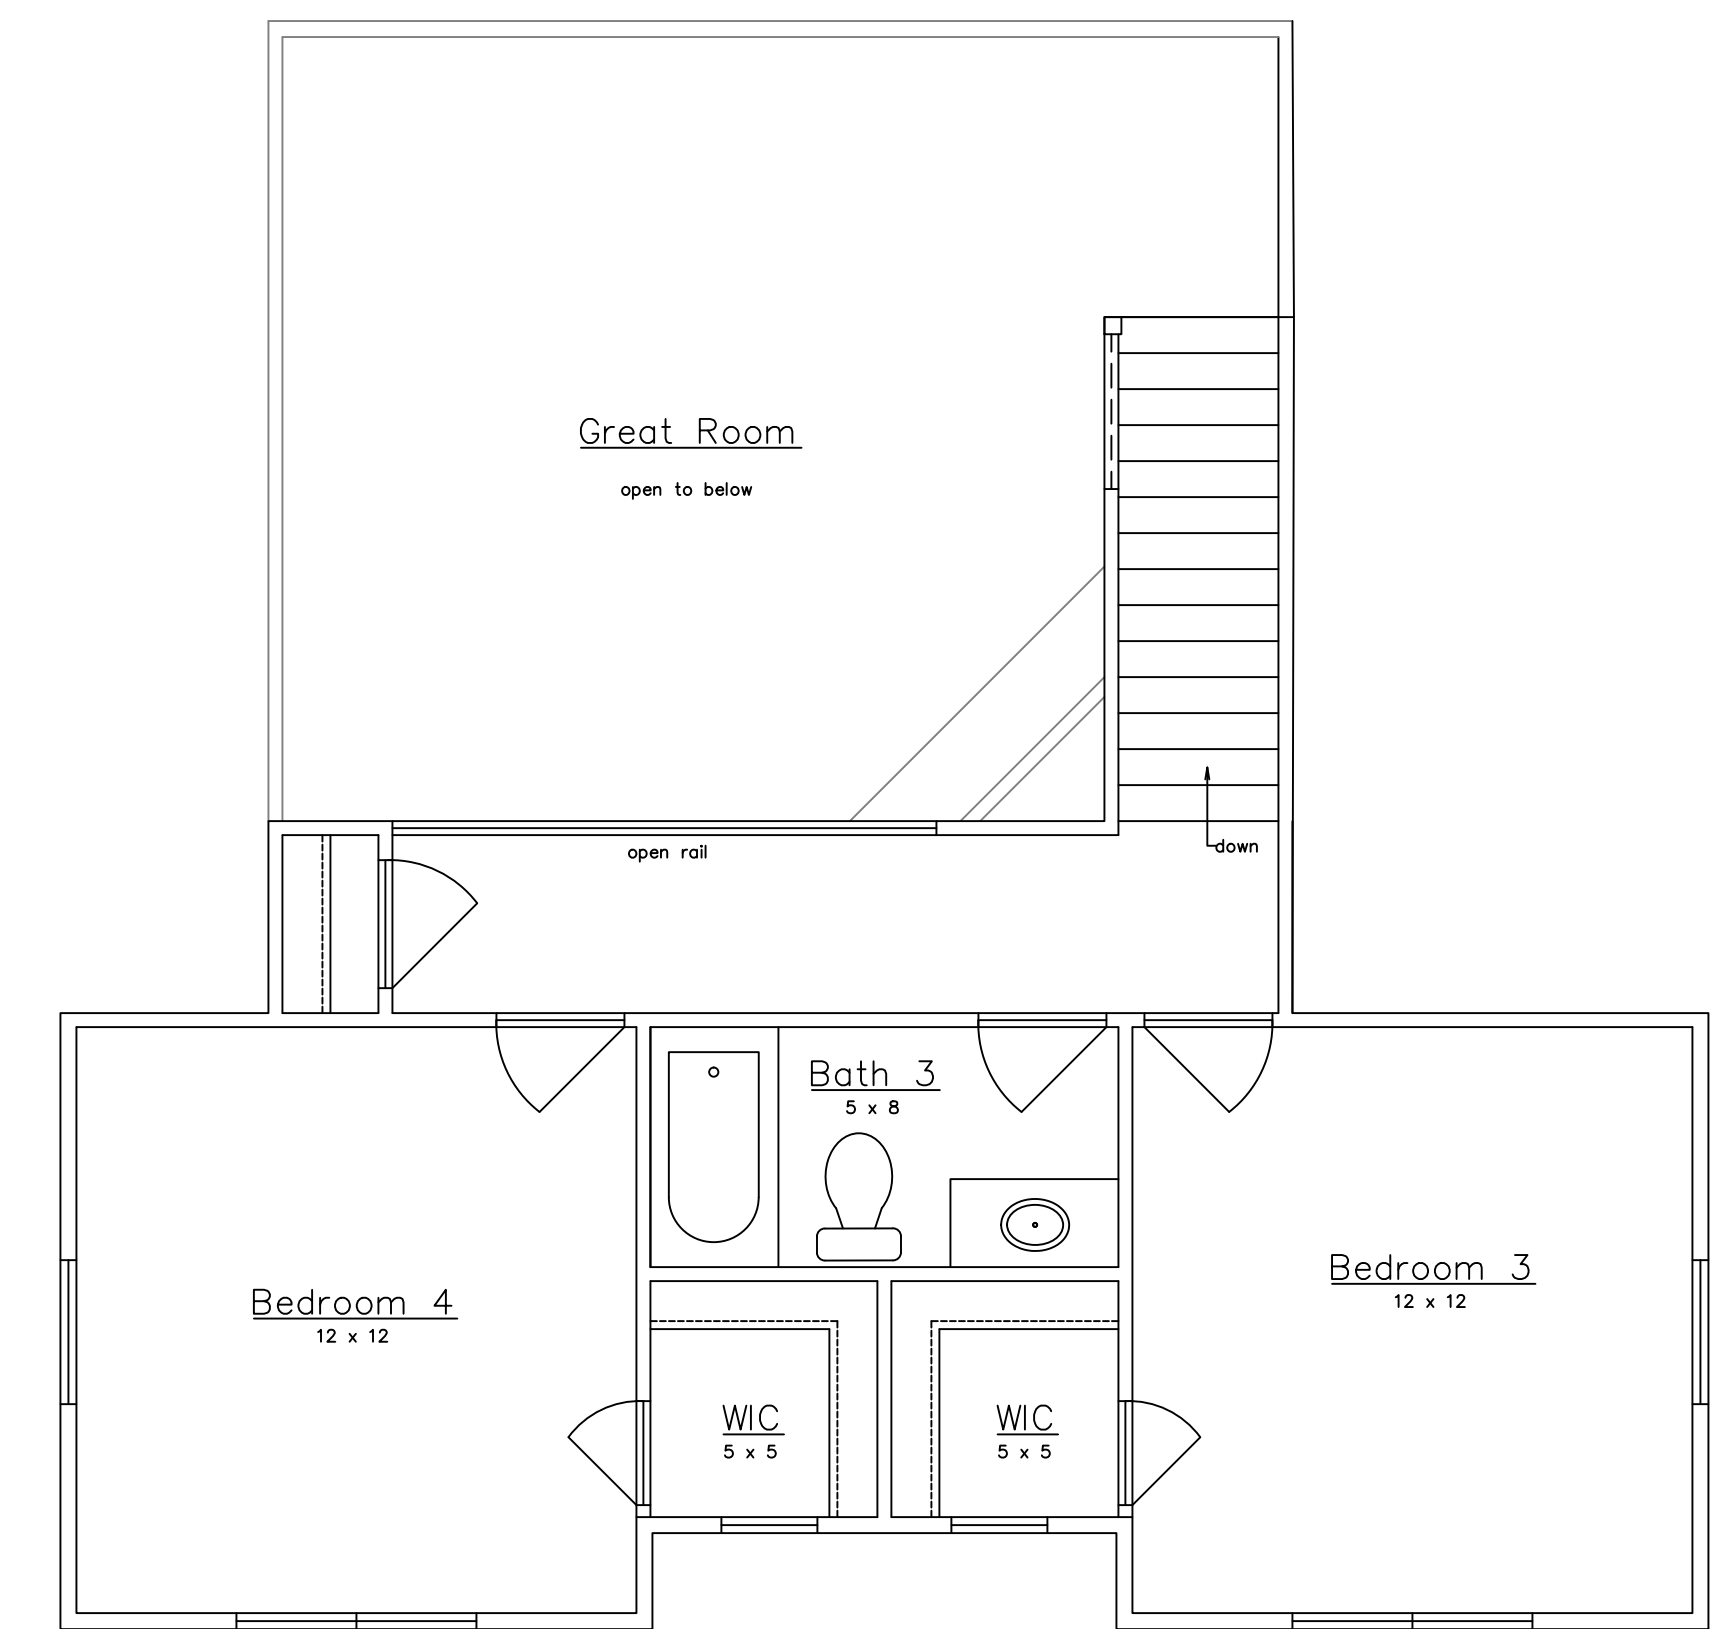 Great Room
open to below
open rail
down
Bath 3
5 x 8
Bedroom 4
12 x 12
Bedroom 3
12 x 12
WIC
5 x 5
WIC
5 x 5